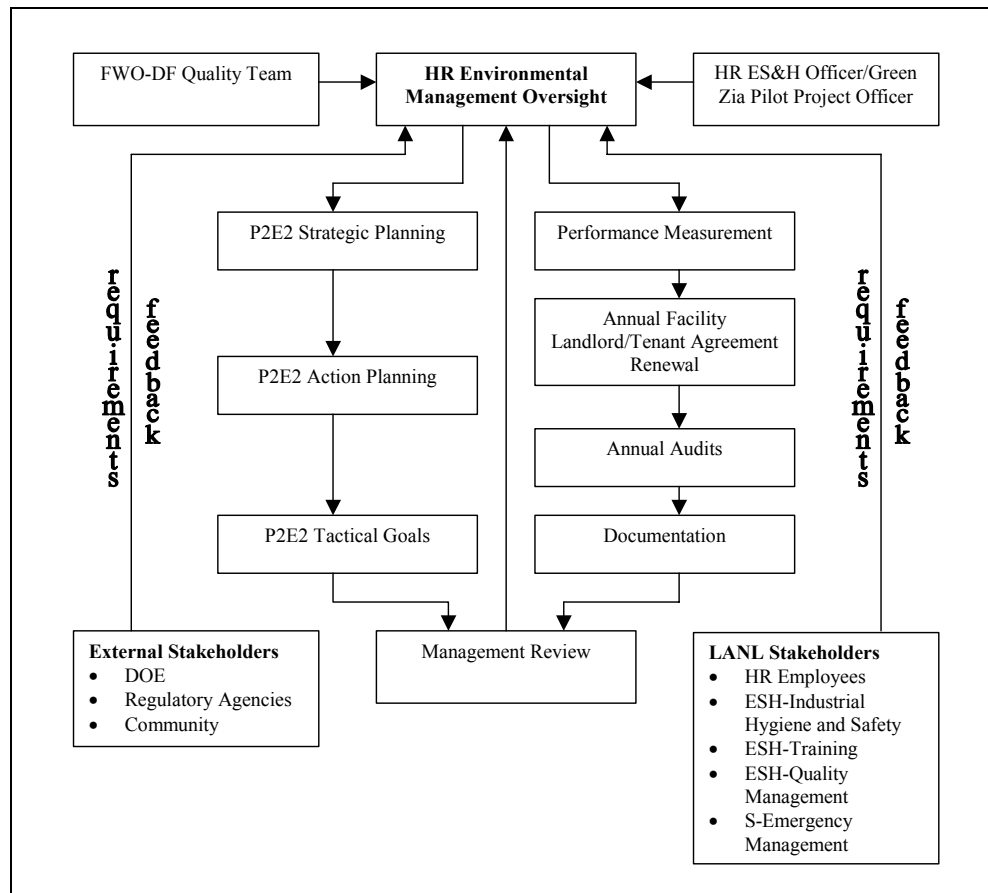 FWO-DF Quality Team
HR Environmental
Management Oversight
HR ES&H Officer/Green
Zia Pilot Project Officer
P2E2 Strategic Planning
Performance Measurement
requirements
feedback
Annual Facility
Landlord/Tenant Agreement
Renewal
P2E2 Action Planning
requirements
feedback
Annual Audits
P2E2 Tactical Goals
Documentation
External Stakeholders
• DOE
• Regulatory Agencies
• Community
Management Review
LANL Stakeholders
• HR Employees
• ESH-Industrial
Hygiene and Safety
• ESH-Training
• ESH-Quality
Management
• S-Emergency
Management